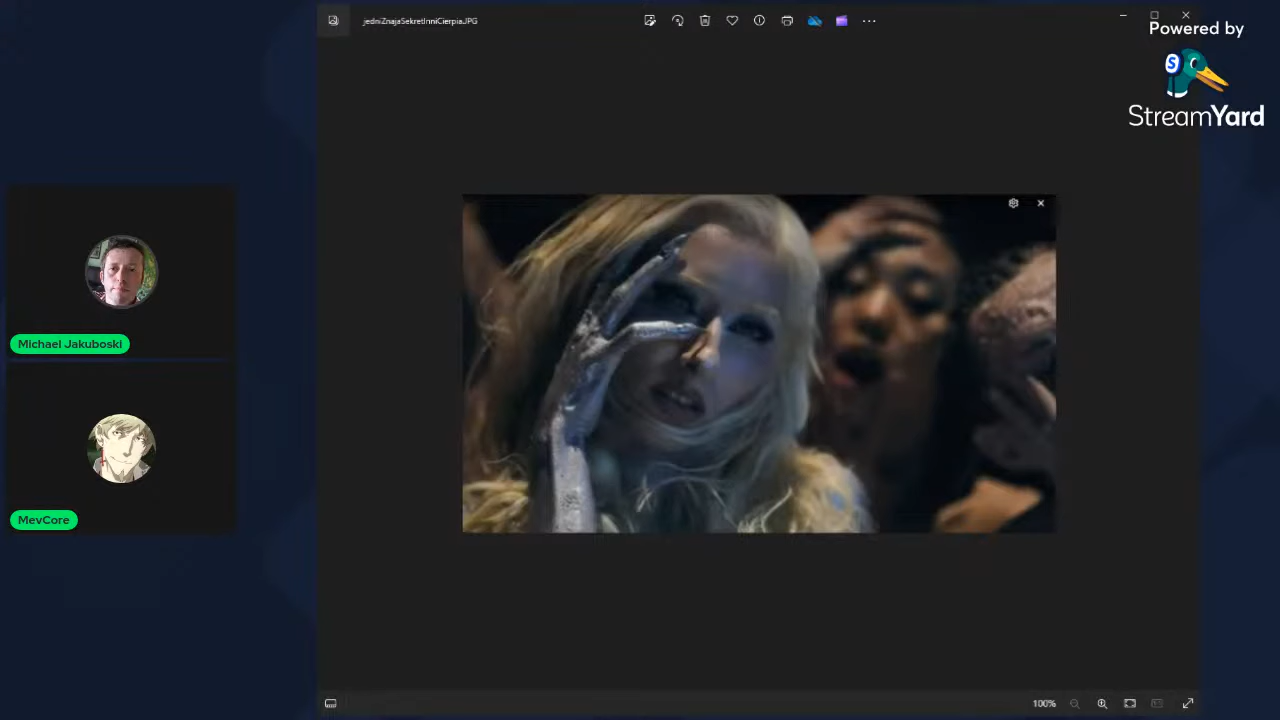 jedniZnajaSekretInniCierpia.JPG
Powered by
S
StreamYard
Michael Jakuboski
MevCore
100%